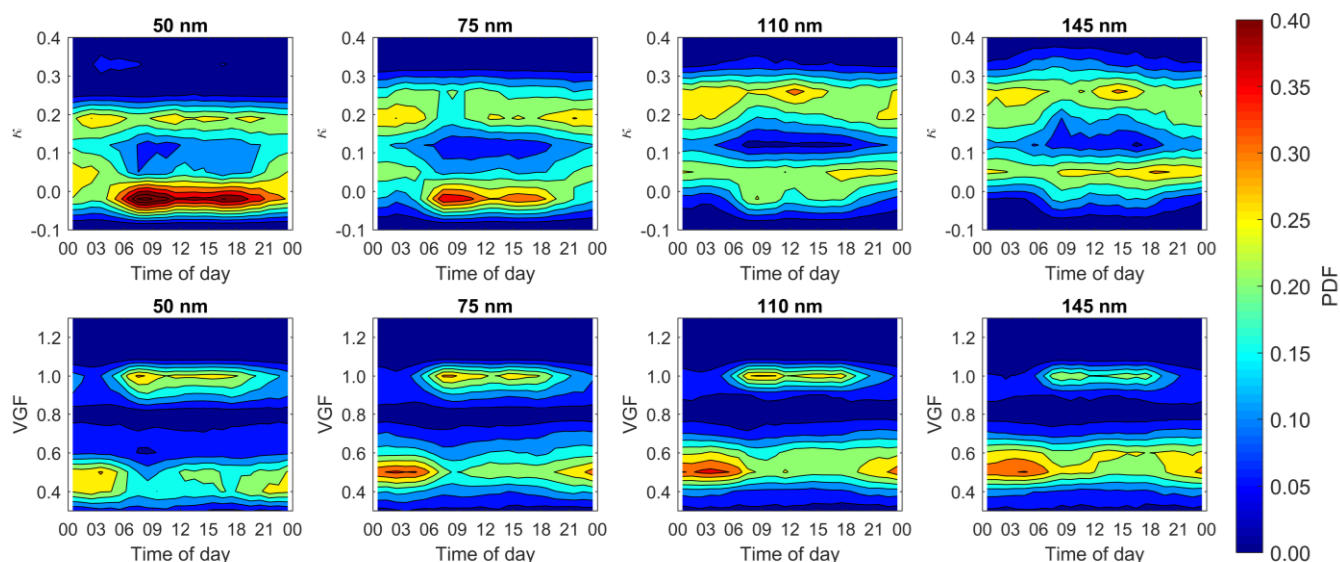 50 nm 75 nm 110 nm 145 nm
0.4 0.4 0.4 0.4 0.40
0.3 0.3 0.3 0.3 0.35
κ 0.2 κ 0.2 κ 0.2 κ 0.2 0.30
0.1 0.1 0.1 0.1 0.25
0.0 0.0 0.0 0.0 0.20
-0.1 -0.1 -0.1 -0.1 0.15
00 03 06 09 12 15 18 21 00 00 03 06 09 12 15 18 21 00 00 03 06 09 12 15 18 21 00 00 03 06 09 12 15 18 21 00 0.10
Time of day Time of day Time of day Time of day 0.05
50 nm 75 nm 110 nm 145 nm 0.00
1.2 1.2 1.2 1.2 PDF
1.0 1.0 1.0 1.0
VGF 0.8 VGF 0.8 VGF 0.8 VGF 0.8
0.6 0.6 0.6 0.6
0.4 0.4 0.4 0.4
00 03 06 09 12 15 18 21 00 00 03 06 09 12 15 18 21 00 00 03 06 09 12 15 18 21 00 00 03 06 09 12 15 18 21 00
Time of day Time of day Time of day Time of day